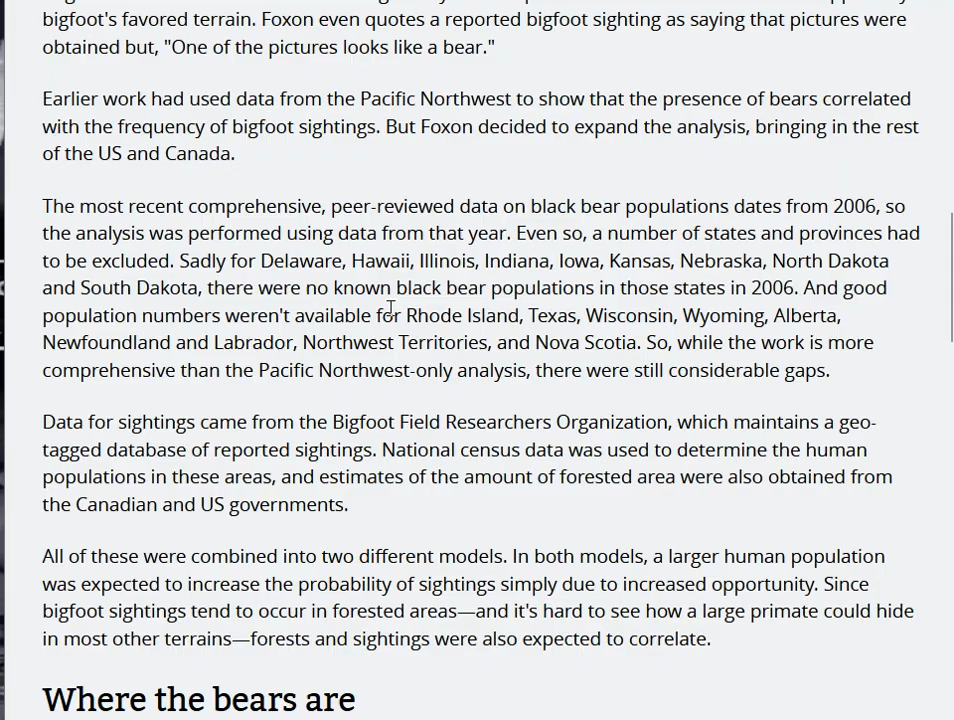 bigfoot's favored terrain. Foxon even quotes a reported bigfoot sighting as saying that pictures were
obtained but, "One of the pictures looks like a bear."
Earlier work had used data from the Pacific Northwest to show that the presence of bears correlated
with the frequency of bigfoot sightings. But Foxon decided to expand the analysis, bringing in the rest
of the US and Canada.
The most recent comprehensive, peer-reviewed data on black bear populations dates from 2006, so
the analysis was performed using data from that year. Even so, a number of states and provinces had
to be excluded. Sadly for Delaware, Hawaii, Illinois, Indiana, Iowa, Kansas, Nebraska, North Dakota
and South Dakota, there were no known black bear populations in those states in 2006. And good
population numbers weren't available for Rhode Island, Texas, Wisconsin, Wyoming, Alberta,
Newfoundland and Labrador, Northwest Territories, and Nova Scotia. So, while the work is more
comprehensive than the Pacific Northwest-only analysis, there were still considerable gaps.
Data for sightings came from the Bigfoot Field Researchers Organization, which maintains a geo-
tagged database of reported sightings. National census data was used to determine the human
populations in these areas, and estimates of the amount of forested area were also obtained from
the Canadian and US governments.
All of these were combined into two different models. In both models, a larger human population
was expected to increase the probability of sightings simply due to increased opportunity. Since
bigfoot sightings tend to occur in forested areas—and it's hard to see how a large primate could hide
in most other terrains—forests and sightings were also expected to correlate.
Where the bears are